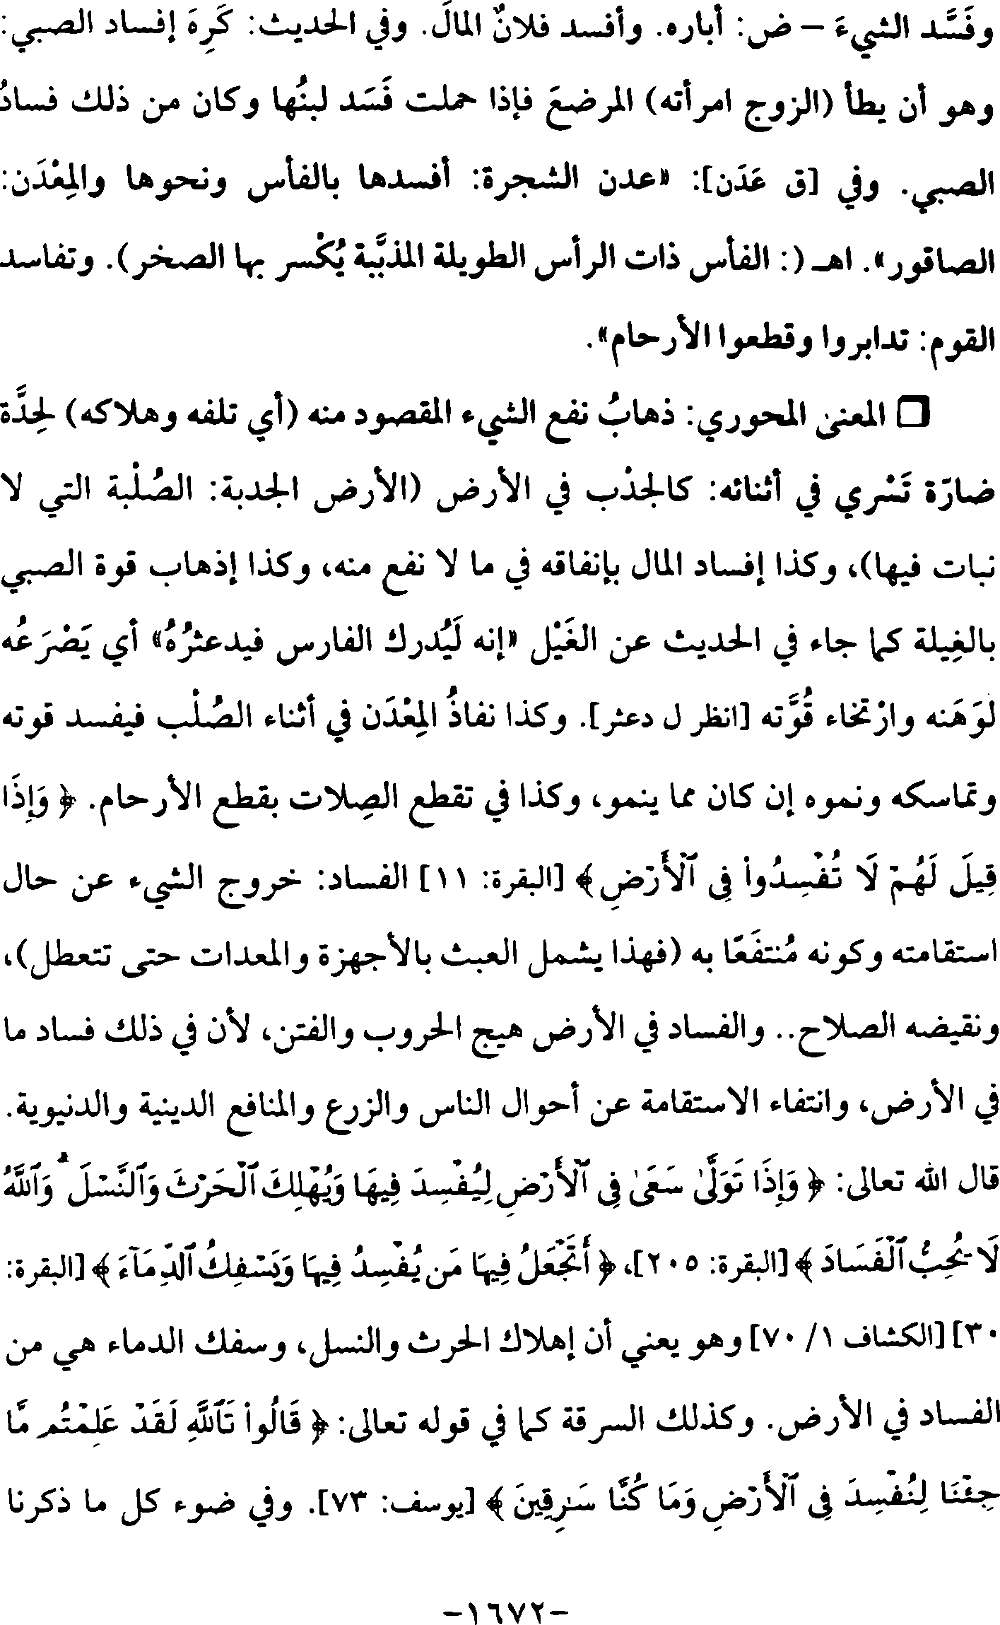 وفَسَّد الشيءَ – ض: أباره. وأفسد فلانٌ المالَ. وفي الحديث: كَرِهَ إفساد الصبي:
وهو أن يطأ (الزوج امرأته) المرضعَ فإذا حملت فَسَد لبنُها وكان من ذلك فسادُ
الصبي. وفي [ق عَدَن]: «عدن الشجرة: أفسدها بالفأس ونحوها والمِعْدَن:
الصاقور». اهـ (: الفأس ذات الرأس الطويلة المذبَّبة يُكْسر بها الصخر). وتفاسد
القوم: تدابروا وقطعوا الأرحام».
❒ المعنى المحوري: ذهابُ نفع الشيء المقصود منه (أي تلفه وهلاكه) لِحِدَّة
ضارّة تَسْري في أثنائه: كالجدْب في الأرض (الأرض الجدبة: الصُلْبة التي لا
نبات فيها)، وكذا إفساد المال بإنفاقه في ما لا نفع منه، وكذا إذهاب قوة الصبي
بالغِيلة كما جاء في الحديث عن الغَيْل «إنه لَيُدرك الفارس فيدعثرُهُ» أي يَصْرَعُه
لوَهَنه وارْتخاء قُوَّته [انظر ل دعثر]. وكذا نفاذُ المِعْدَن في أثناء الصُلْب فيفسد قوته
وتماسكه ونموه إن كان مما ينمو، وكذا في تقطع الصِلات بقطع الأرحام. ﴿ وَإِذَا
قِيلَ لَهُمْ لَا تُفْسِدُواْ فِى ٱلْأَرْضِ ﴾ [البقرة: ١١] الفساد: خروج الشيء عن حال
استقامته وكونه مُنتفَعًا به (فهذا يشمل العبث بالأجهزة والمعدات حتى تتعطل)،
ونقيضه الصلاح.. والفساد في الأرض هيج الحروب والفتن، لأن في ذلك فساد ما
في الأرض، وانتفاء الاستقامة عن أحوال الناس والزرع والمنافع الدينية والدنيوية.
قال الله تعالى: ﴿ وَإِذَا تَوَلَّىٰ سَعَىٰ فِى ٱلْأَرْضِ لِيُفْسِدَ فِيهَا وَيُهْلِكَ ٱلْحَرْثَ وَٱلنَّسْلَ ۗ وَٱللَّهُ
لَا يُحِبُّ ٱلْفَسَادَ ﴾ [البقرة: ٢٠٥]، ﴿ أَتَجْعَلُ فِيهَا مَن يُفْسِدُ فِيهَا وَيَسْفِكُ ٱلدِّمَآءَ ﴾ [البقرة:
٣٠] [الكشاف ١/ ٧٠] وهو يعني أن إهلاك الحرث والنسل، وسفك الدماء هي من
الفساد في الأرض. وكذلك السرقة كما في قوله تعالى: ﴿ قَالُواْ تَٱللَّهِ لَقَدْ عَلِمْتُم مَّا
جِئْنَا لِنُفْسِدَ فِى ٱلْأَرْضِ وَمَا كُنَّا سَٰرِقِينَ ﴾ [يوسف: ٧٣]. وفي ضوء كل ما ذكرنا
–١٦٧٢–